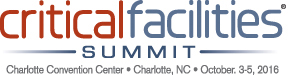 criticalfacilities®
SUMMIT
Charlotte Convention Center • Charlotte, NC • October. 3-5, 2016